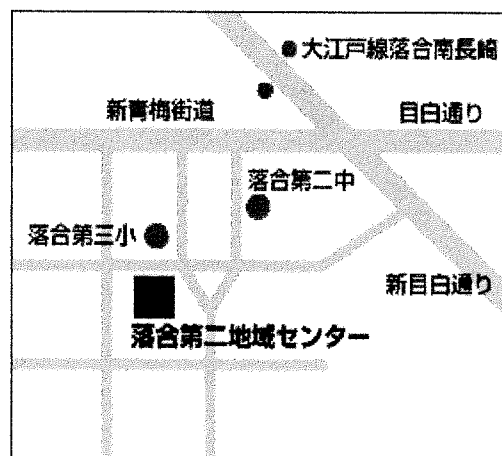 大江戸線落合南長崎
新青梅街道
目白通り
落合第二中
落合第三小
新目白通り
落合第二地域センター